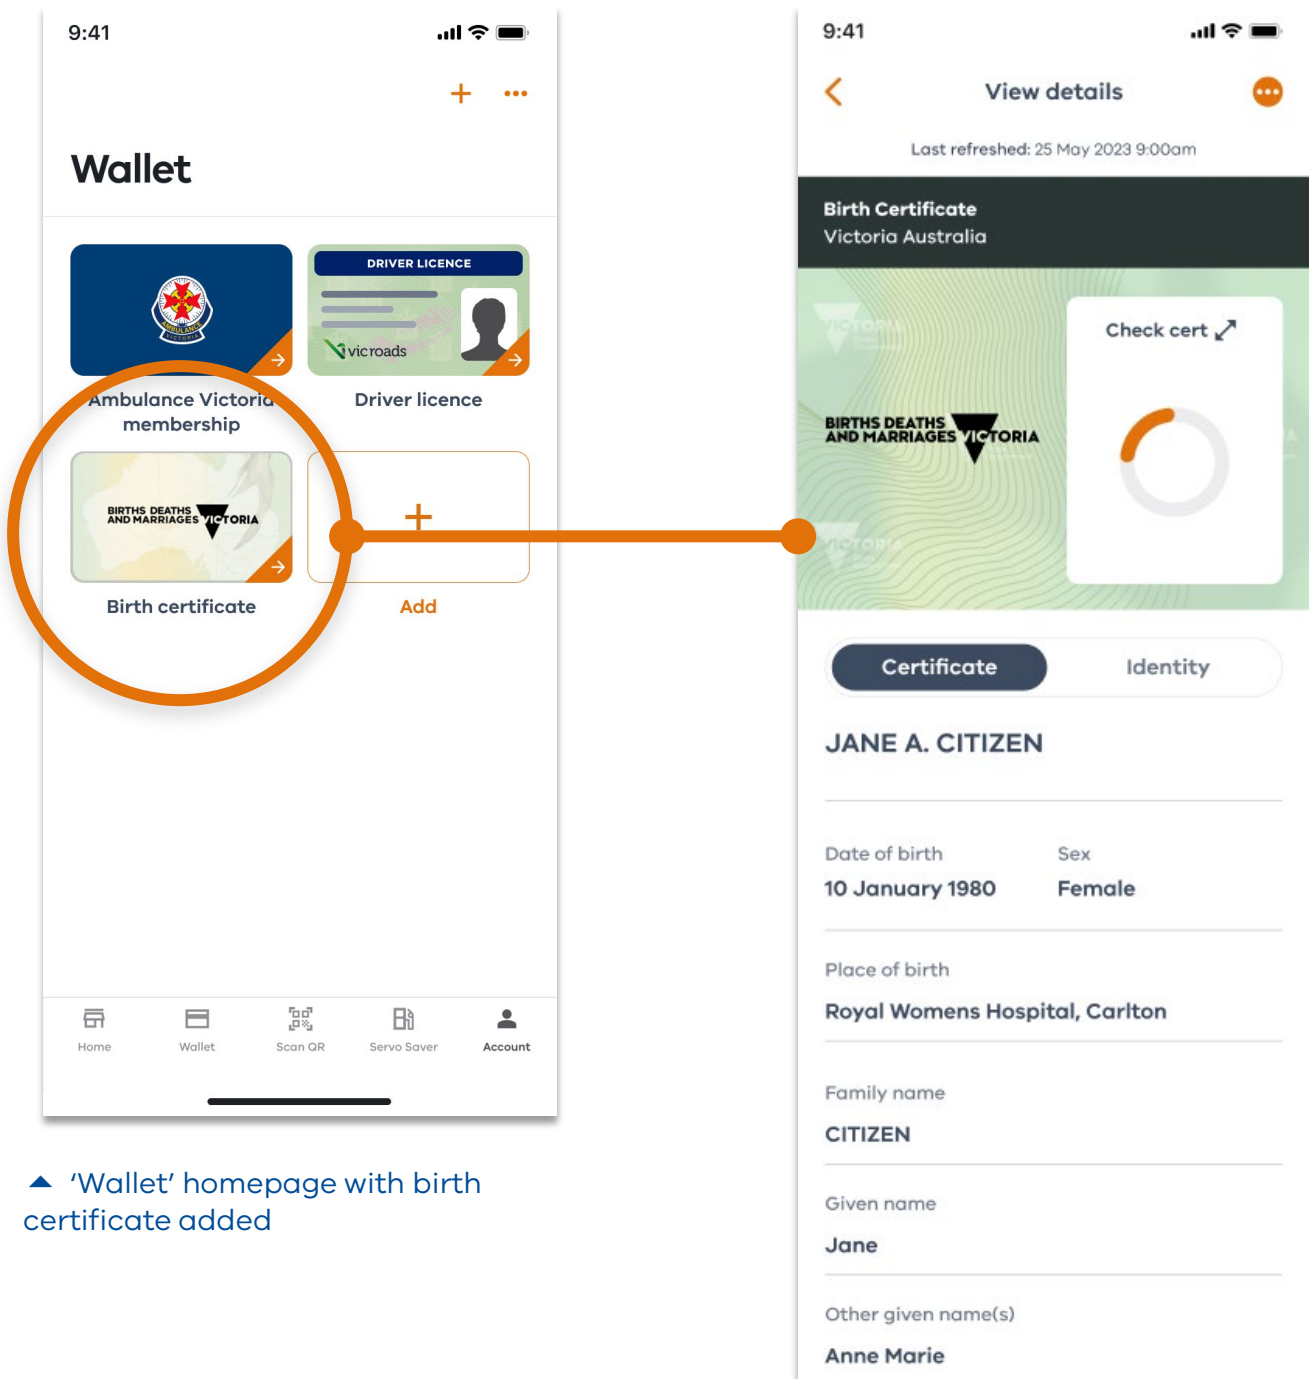 9:41
Wallet
DRIVER LICENCE
AMBULANCE
VICTORIA
vicroads
Ambulance Victoria
membership
Driver licence
BIRTHS DEATHS
AND MARRIAGES VICTORIA
Birth certificate
Add
Home
Wallet
Scan QR
Servo Saver
Account
‘Wallet’ homepage with birth
certificate added
9:41
View details
Last refreshed: 25 May 2023 9:00am
Birth Certificate
Victoria Australia
VICTORIA
Check cert
BIRTHS DEATHS
AND MARRIAGES VICTORIA
VICTORIA
Certificate
Identity
JANE A. CITIZEN
Date of birth
Sex
10 January 1980
Female
Place of birth
Royal Womens Hospital, Carlton
Family name
CITIZEN
Given name
Jane
Other given name(s)
Anne Marie